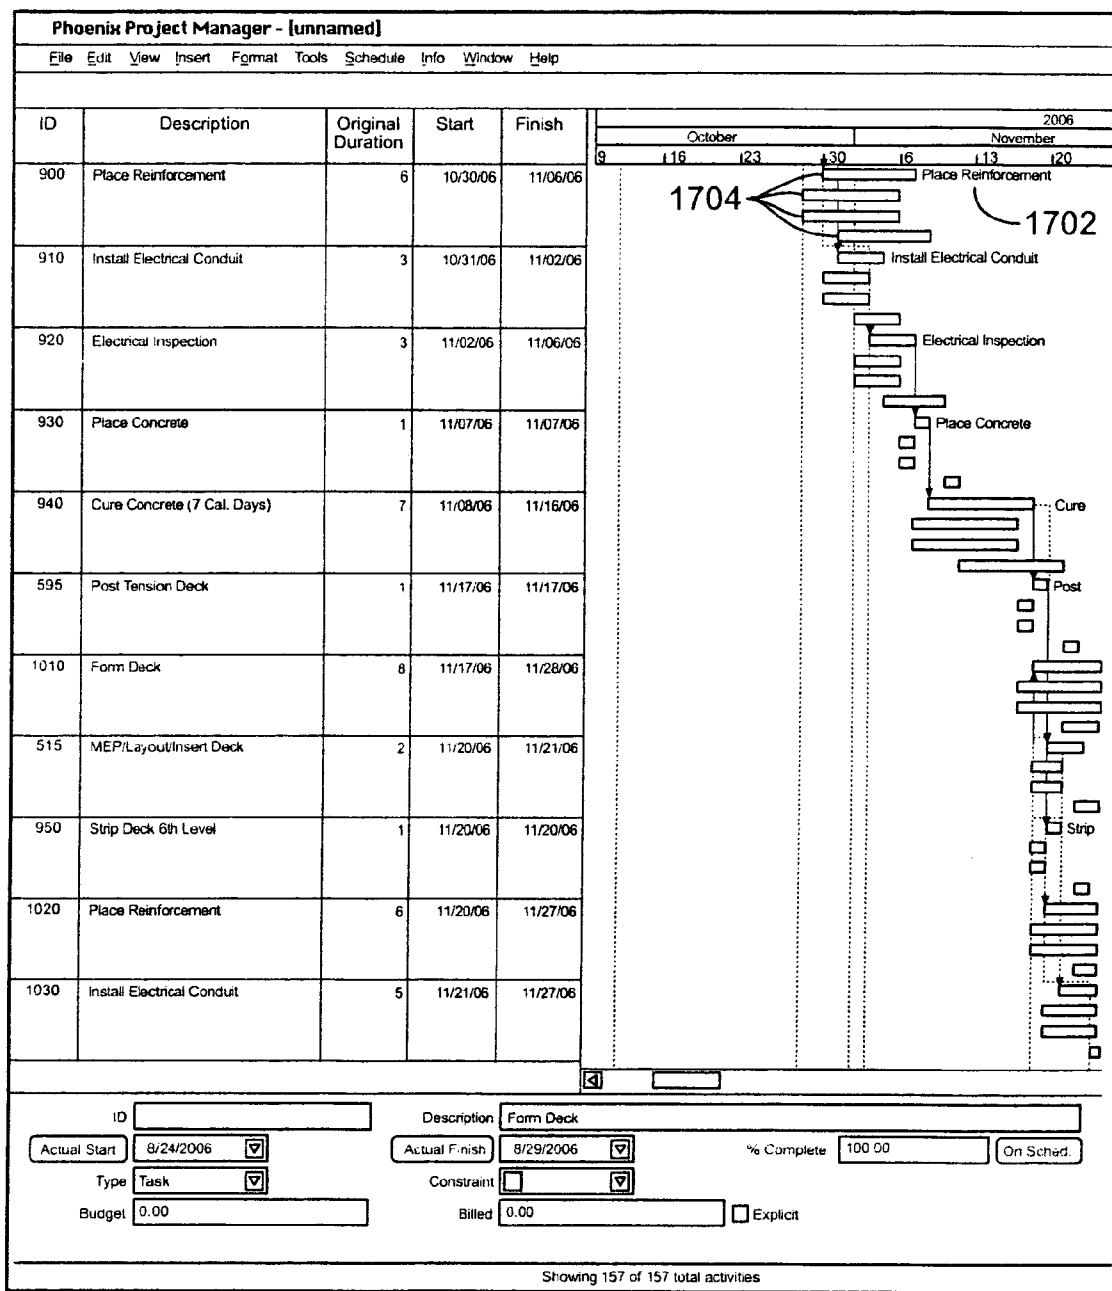 Phoenix Project Manager - [unnamed]
File Edit View Insert Format Tools Schedule Info Window Help
ID Description Original Duration Start Finish
2006
October November
9 16 23 30 6 13 20
900 Place Reinforcement 6 10/30/06 11/06/06 Place Reinforcement
1704
1702
910 Install Electrical Conduit 3 10/31/06 11/02/06 Install Electrical Conduit
920 Electrical Inspection 3 11/02/06 11/06/06 Electrical Inspection
930 Place Concrete 1 11/07/06 11/07/06 Place Concrete
940 Cure Concrete (7 Cal. Days) 7 11/08/06 11/16/06 Cure
595 Post Tension Deck 1 11/17/06 11/17/06 Post
1010 Form Deck 8 11/17/06 11/28/06
515 MEP/Layout/Insert Deck 2 11/20/06 11/21/06
950 Strip Deck 6th Level 1 11/20/06 11/20/06 Strip
1020 Place Reinforcement 6 11/20/06 11/27/06
1030 Install Electrical Conduit 5 11/21/06 11/27/06
ID Description Form Deck
Actual Start 8/24/2006 Actual Finish 8/29/2006 % Complete 100.00 On Sched.
Type Task Constraint
Budget 0.00 Billed 0.00 Explicit
Showing 157 of 157 total activities